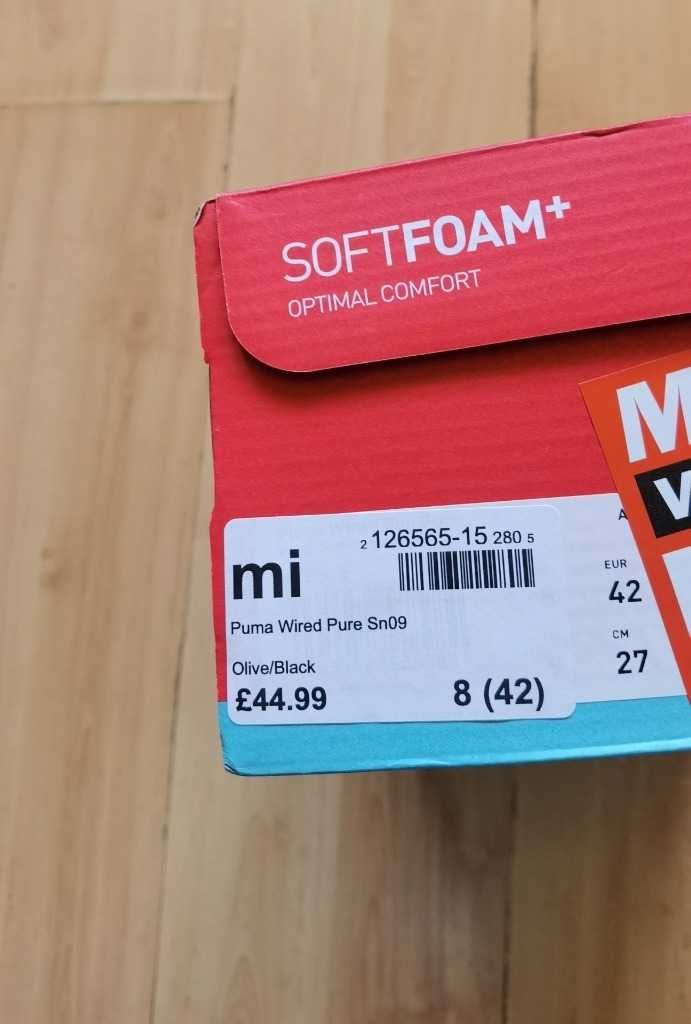 SOFTFOAM+
OPTIMAL COMFORT
M
mi
2 126565-15 280 5
Puma Wired Pure Sn09
Olive/Black
£44.99
8 (42)
EUR
42
CM
27